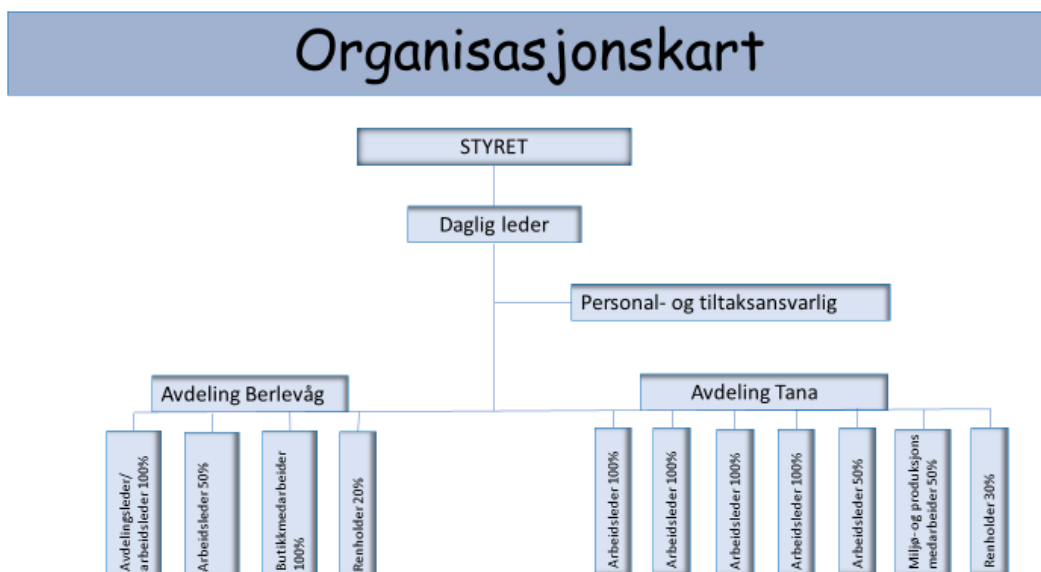 Organisasjonskart
STYRET
Daglig leder
Personal- og tiltaksansvarlig
Avdeling Berlevåg
Avdeling Tana
Avdelingsleder/
arbeidsleder 100%
Arbeidsleder 50%
Butikkmedarbeider
100%
Renholder 20%
Arbeidsleder 100%
Arbeidsleder 100%
Arbeidsleder 100%
Arbeidsleder 100%
Arbeidsleder 50%
Miljø- og produksjons
medarbeider 50%
Renholder 30%